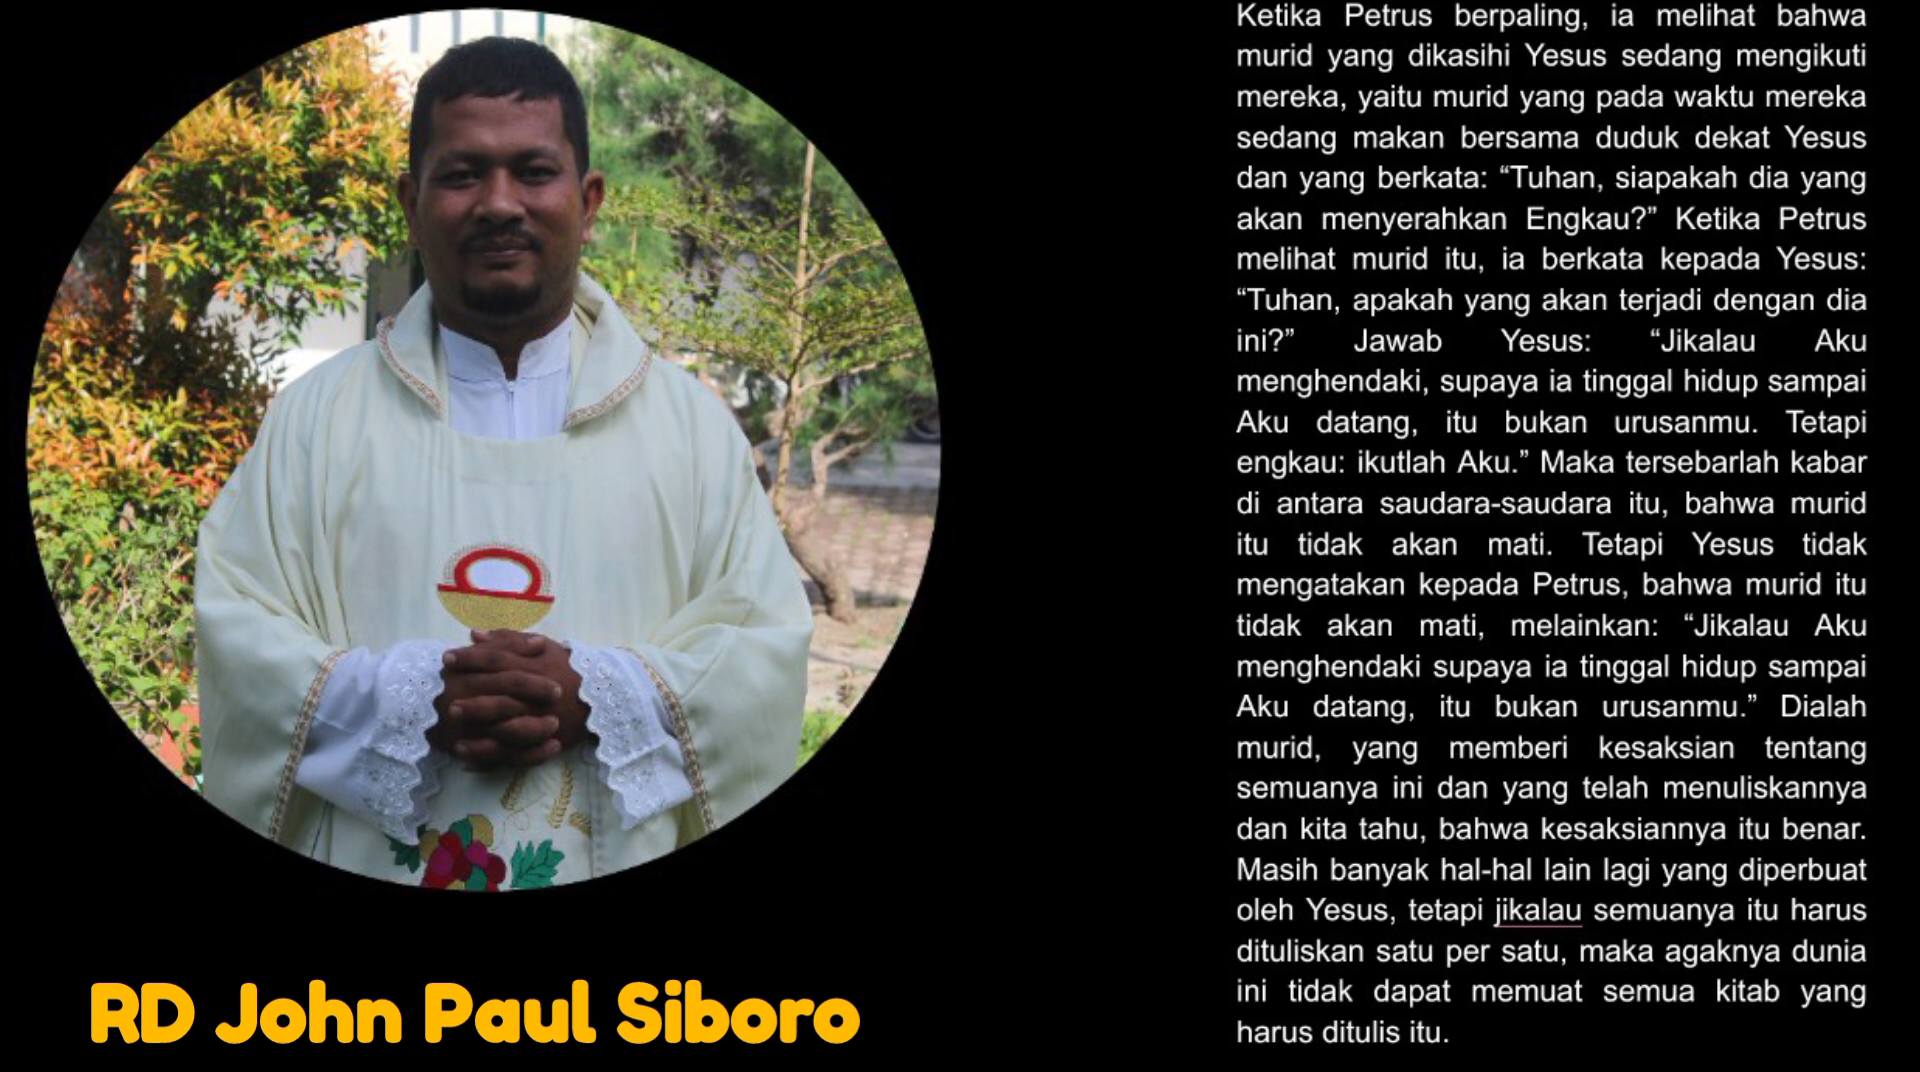 Ketika Petrus berpaling, ia melihat bahwa
murid yang dikasihi Yesus sedang mengikuti
mereka, yaitu murid yang pada waktu mereka
sedang makan bersama duduk dekat Yesus
dan yang berkata: “Tuhan, siapakah dia yang
akan menyerahkan Engkau?” Ketika Petrus
melihat murid itu, ia berkata kepada Yesus:
“Tuhan, apakah yang akan terjadi dengan dia
ini?” Jawab Yesus: “Jikalau Aku
menghendaki, supaya ia tinggal hidup sampai
Aku datang, itu bukan urusanmu. Tetapi
engkau: ikutlah Aku.” Maka tersebarlah kabar
di antara saudara-saudara itu, bahwa murid
itu tidak akan mati. Tetapi Yesus tidak
mengatakan kepada Petrus, bahwa murid itu
tidak akan mati, melainkan: “Jikalau Aku
menghendaki supaya ia tinggal hidup sampai
Aku datang, itu bukan urusanmu.” Dialah
murid, yang memberi kesaksian tentang
semuanya ini dan yang telah menuliskannya
dan kita tahu, bahwa kesaksiannya itu benar.
Masih banyak hal-hal lain lagi yang diperbuat
oleh Yesus, tetapi jikalau semuanya itu harus
dituliskan satu per satu, maka agaknya dunia
ini tidak dapat memuat semua kitab yang
harus ditulis itu.
RD John Paul Siboro